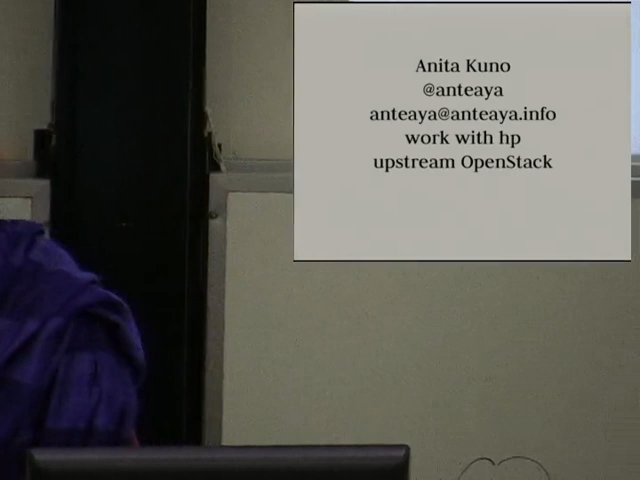 Anita Kuno
@anteaya
anteaya@anteaya.info
work with hp
upstream OpenStack